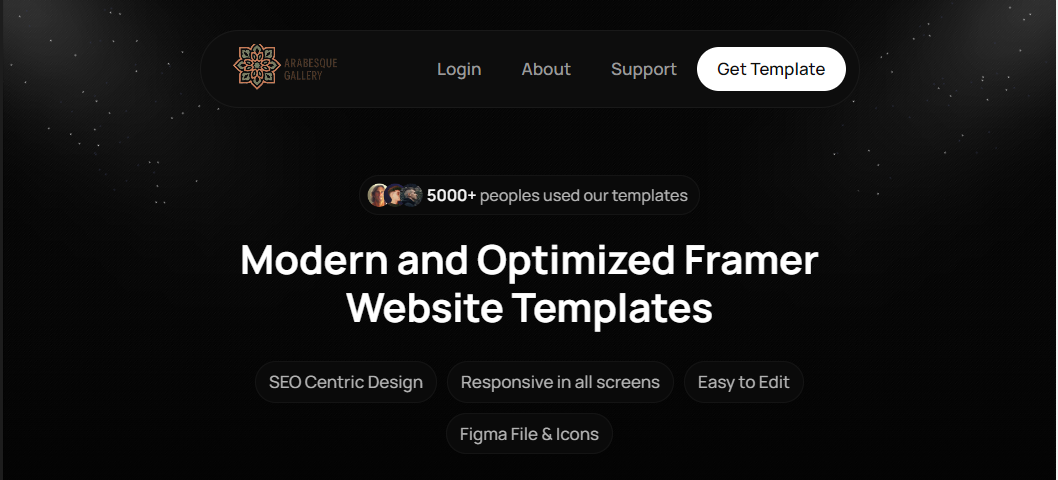 ARABESQUE
GALLERY
Login About Support Get Template
5000+ peoples used our templates
Modern and Optimized Framer
Website Templates
SEO Centric Design Responsive in all screens Easy to Edit
Figma File & Icons